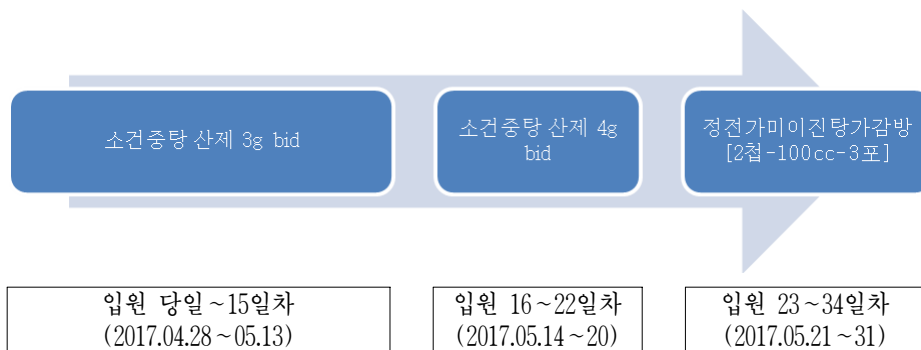 소건중탕 산제 3g bid
소건중탕 산제 4g
bid
정전가미이진탕가감방
[2첩-100cc-3포]
입원 당일~15일차
(2017.04.28~05.13)
입원 16~22일차
(2017.05.14~20)
입원 23~34일차
(2017.05.21~31)